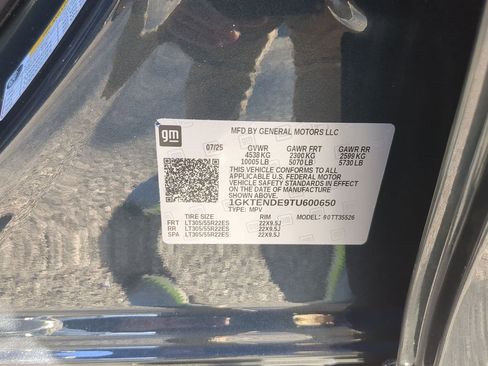 gm
MFD BY GENERAL MOTORS LLC
07/25 GVWR GAWR FRT GAWR RR
4538 KG 2300 KG 2599 KG
10005 LB 5070 LB 5730 LB
THIS VEHICLE CONFORMS TO ALL
APPLICABLE U.S. FEDERAL MOTOR
VEHICLE SAFETY STANDARDS IN EFFECT
ON THE DATE OF MANUFACTURE
SHOWN ABOVE.
1GKTENDE9TU600650
TYPE: MPV
TIRE SIZE RIM MODEL: 9 0TT35526
FRT LT305/55R22ES 22X9.5J
RR LT305/55R22ES 22X9.5J
SPA LT305/55R22ES 22X9.5J